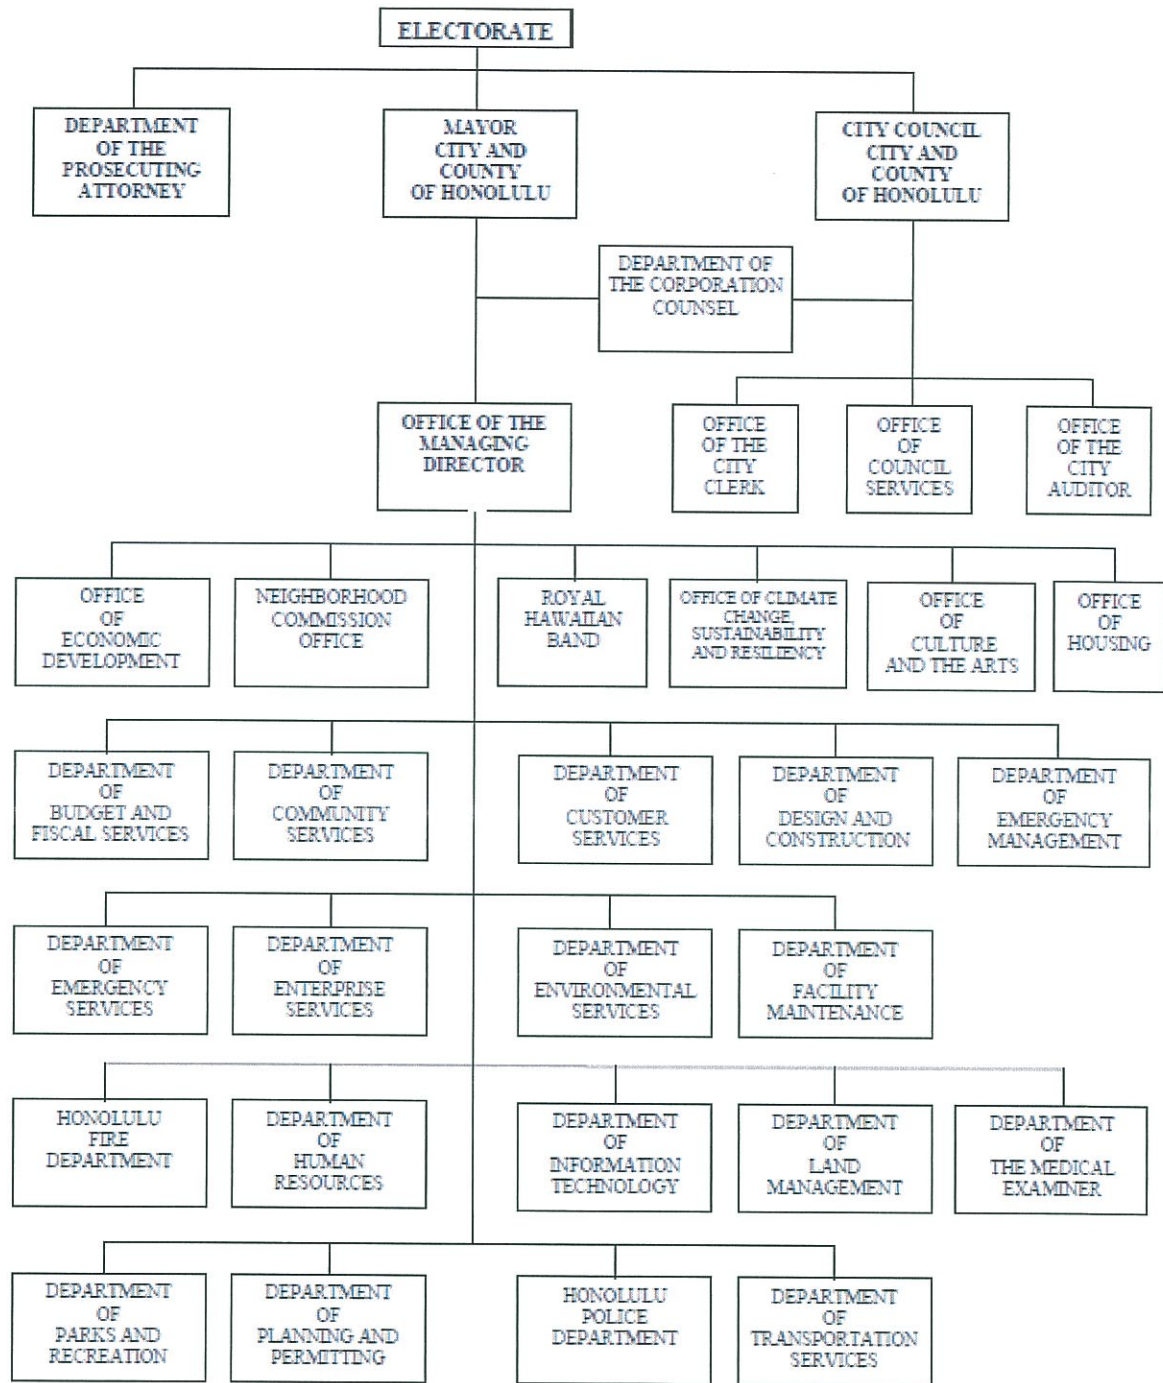 ELECTORATE
DEPARTMENT
OF THE
PROSECUTING
ATTORNEY
MAYOR
CITY AND
COUNTY
OF HONOLULU
CITY COUNCIL
CITY AND
COUNTY
OF HONOLULU
DEPARTMENT OF
THE CORPORATION
COUNSEL
OFFICE OF THE
MANAGING
DIRECTOR
OFFICE
OF THE
CITY
CLERK
OFFICE
OF
COUNCIL
SERVICES
OFFICE
OF THE
CITY
AUDITOR
OFFICE
OF
ECONOMIC
DEVELOPMENT
NEIGHBORHOOD
COMMISSION
OFFICE
ROYAL
HAWAIIAN
BAND
OFFICE OF CLIMATE
CHANGE,
SUSTAINABILITY
AND RESILIENCY
OFFICE
OF
CULTURE
AND THE ARTS
OFFICE
OF
HOUSING
DEPARTMENT
OF
BUDGET AND
FISCAL SERVICES
DEPARTMENT
OF
COMMUNITY
SERVICES
DEPARTMENT
OF
CUSTOMER
SERVICES
DEPARTMENT
OF
DESIGN AND
CONSTRUCTION
DEPARTMENT
OF
EMERGENCY
MANAGEMENT
DEPARTMENT
OF
EMERGENCY
SERVICES
DEPARTMENT
OF
ENTERPRISE
SERVICES
DEPARTMENT
OF
ENVIRONMENTAL
SERVICES
DEPARTMENT
OF
FACILITY
MAINTENANCE
HONOLULU
FIRE
DEPARTMENT
DEPARTMENT
OF
HUMAN
RESOURCES
DEPARTMENT
OF
INFORMATION
TECHNOLOGY
DEPARTMENT
OF
LAND
MANAGEMENT
DEPARTMENT
OF
THE MEDICAL
EXAMINER
DEPARTMENT
OF
PARKS AND
RECREATION
DEPARTMENT
OF
PLANNING AND
PERMITTING
HONOLULU
POLICE
DEPARTMENT
DEPARTMENT
OF
TRANSPORTATION
SERVICES